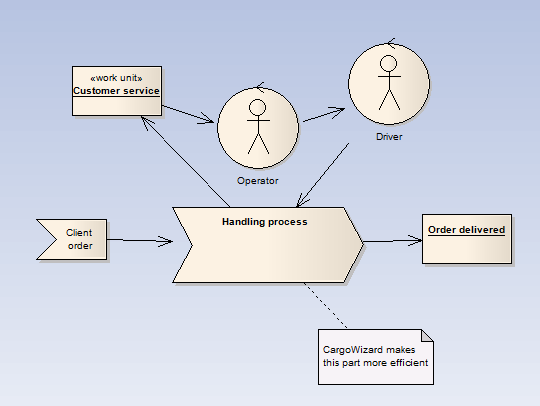 «work unit»
Customer service
Operator
Driver
Client
order
Handling process
Order delivered
CargoWizard makes
this part more efficient